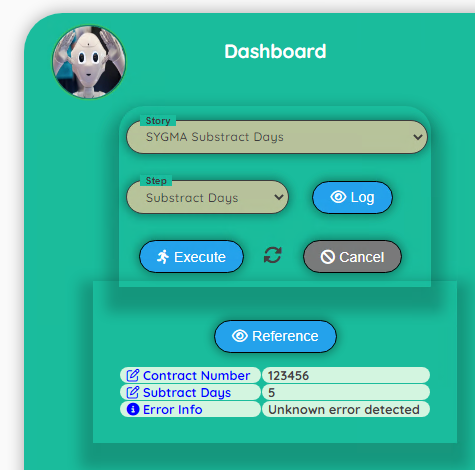 Dashboard
Story
SYGMA Substract Days
Step
Substract Days
Log
Execute
Cancel
Reference
Contract Number 123456
Subtract Days 5
Error Info Unknown error detected